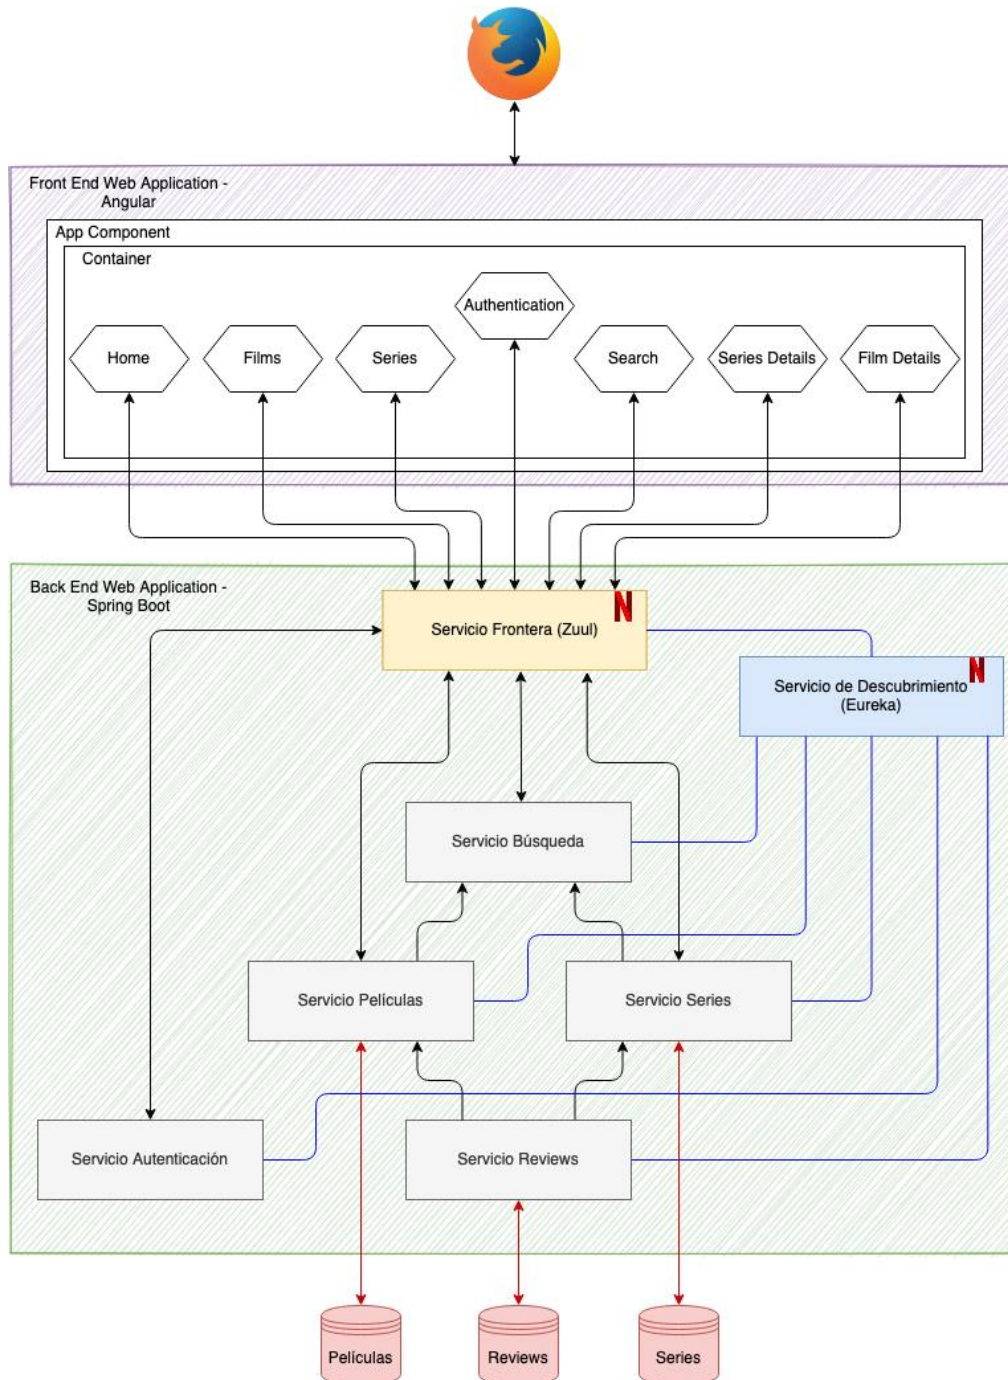 Front End Web Application -
Angular
App Component
Container
Authentication
Home
Films
Series
Search
Series Details
Film Details
Back End Web Application -
Spring Boot
Servicio Frontera (Zuul)
N
Servicio de Descubrimiento
(Eureka)
N
Servicio Búsqueda
Servicio Películas
Servicio Series
Servicio Autenticación
Servicio Reviews
Películas
Reviews
Series